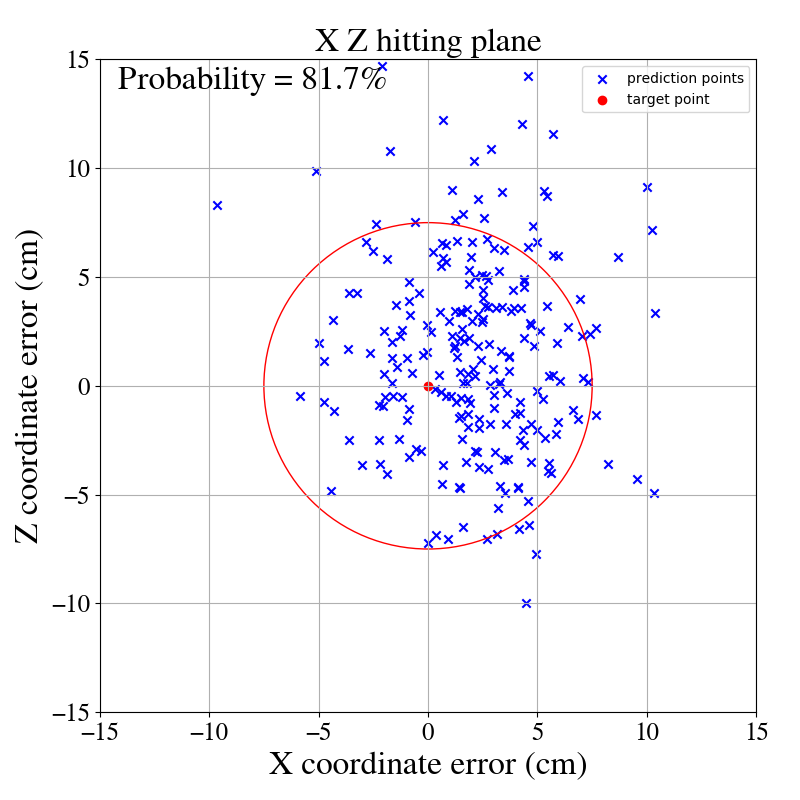 X Z hitting plane
Probability = 81.7%
prediction points
target point
15
10
5
0
−5
−10
−15
Z coordinate error (cm)
−15 −10 −5 0 5 10 15
X coordinate error (cm)